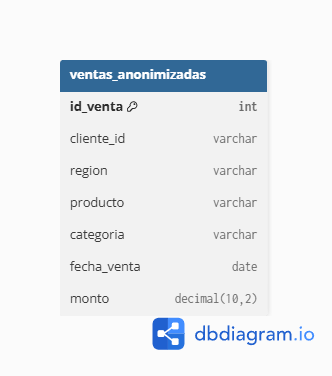 ventas_anonimizadas
id_venta int
cliente_id varchar
region varchar
producto varchar
categoria varchar
fecha_venta date
monto decimal(10,2)
dbdiagram.io